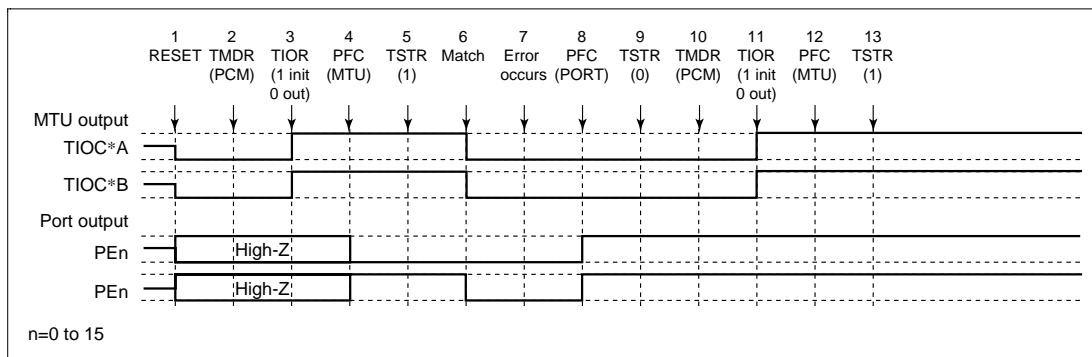 1 2 3 4 5 6 7 8 9 10 11 12 13
RESET TMDR TIOR PFC TSTR Match Error PFC TSTR TMDR TIOR PFC TSTR
(PCM) (1 init (MTU) (1) occurs (PORT) (0) (PCM) (1 init (MTU) (1)
0 out) 0 out)
MTU output
TIOC*A
TIOC*B
Port output
PEn High-Z
PEn High-Z
n=0 to 15